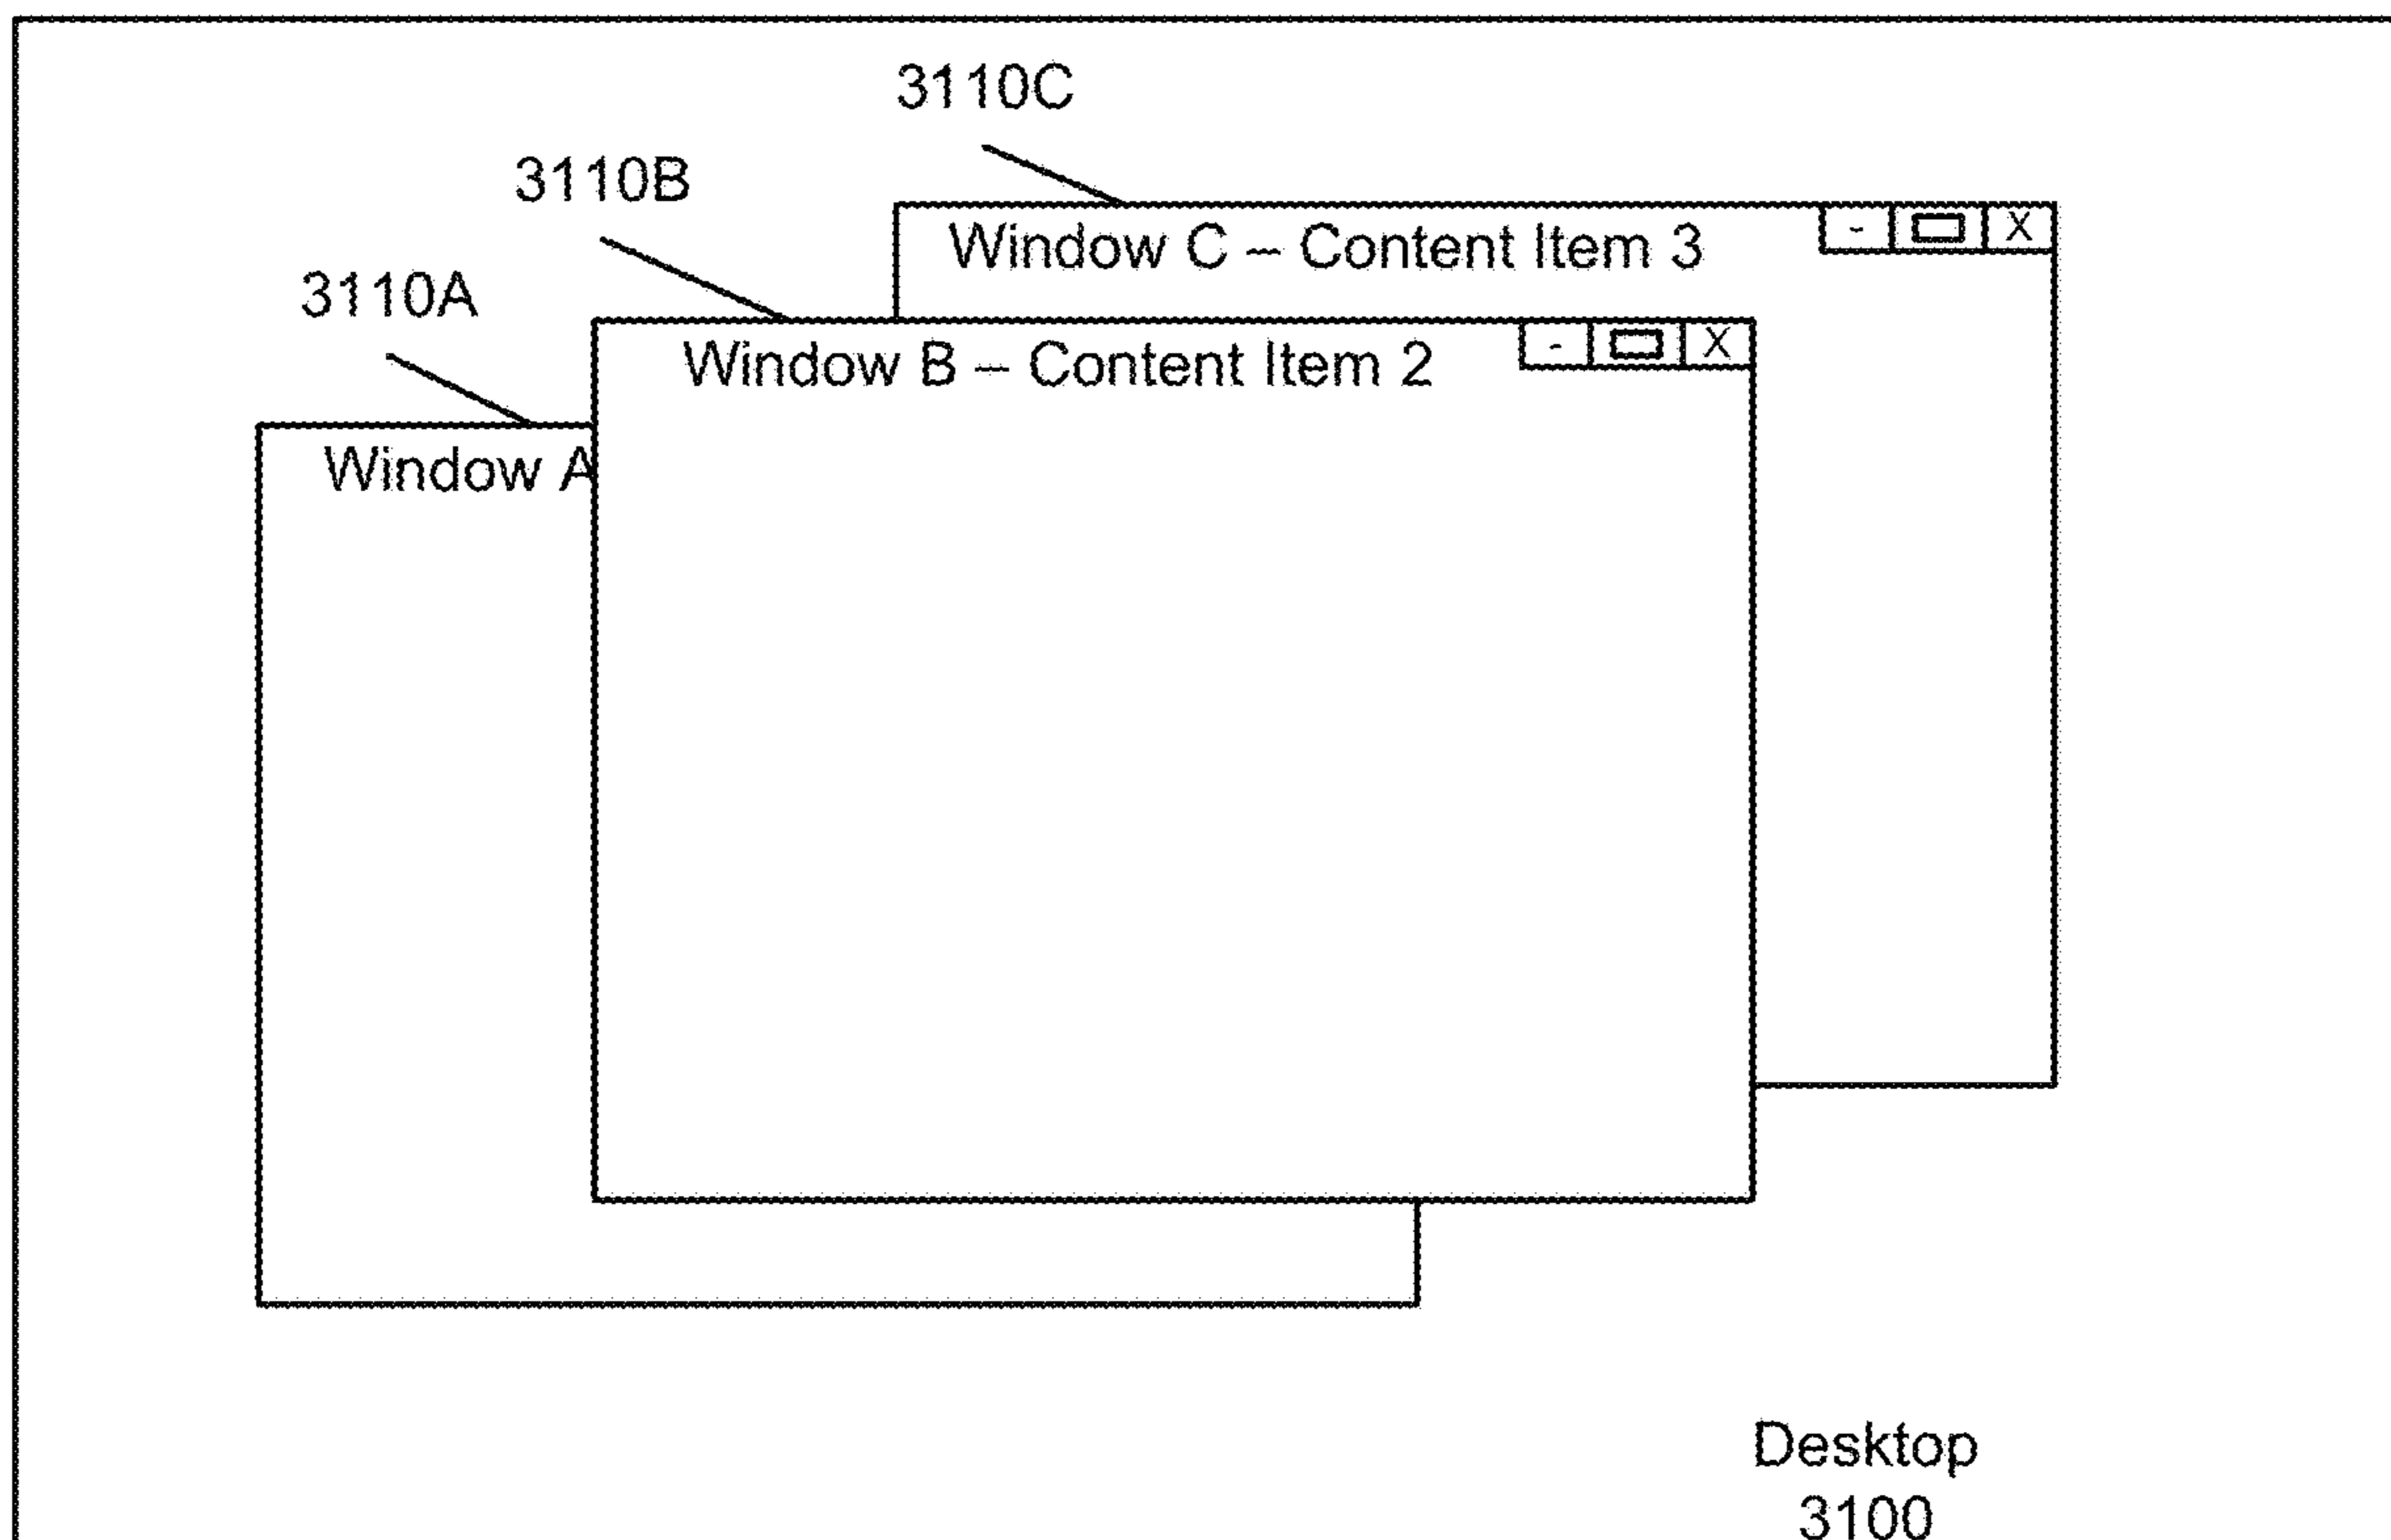 3110C
3110B
Window C – Content Item 3
- X
3110A
Window B – Content Item 2
- X
Window A
Desktop
3100